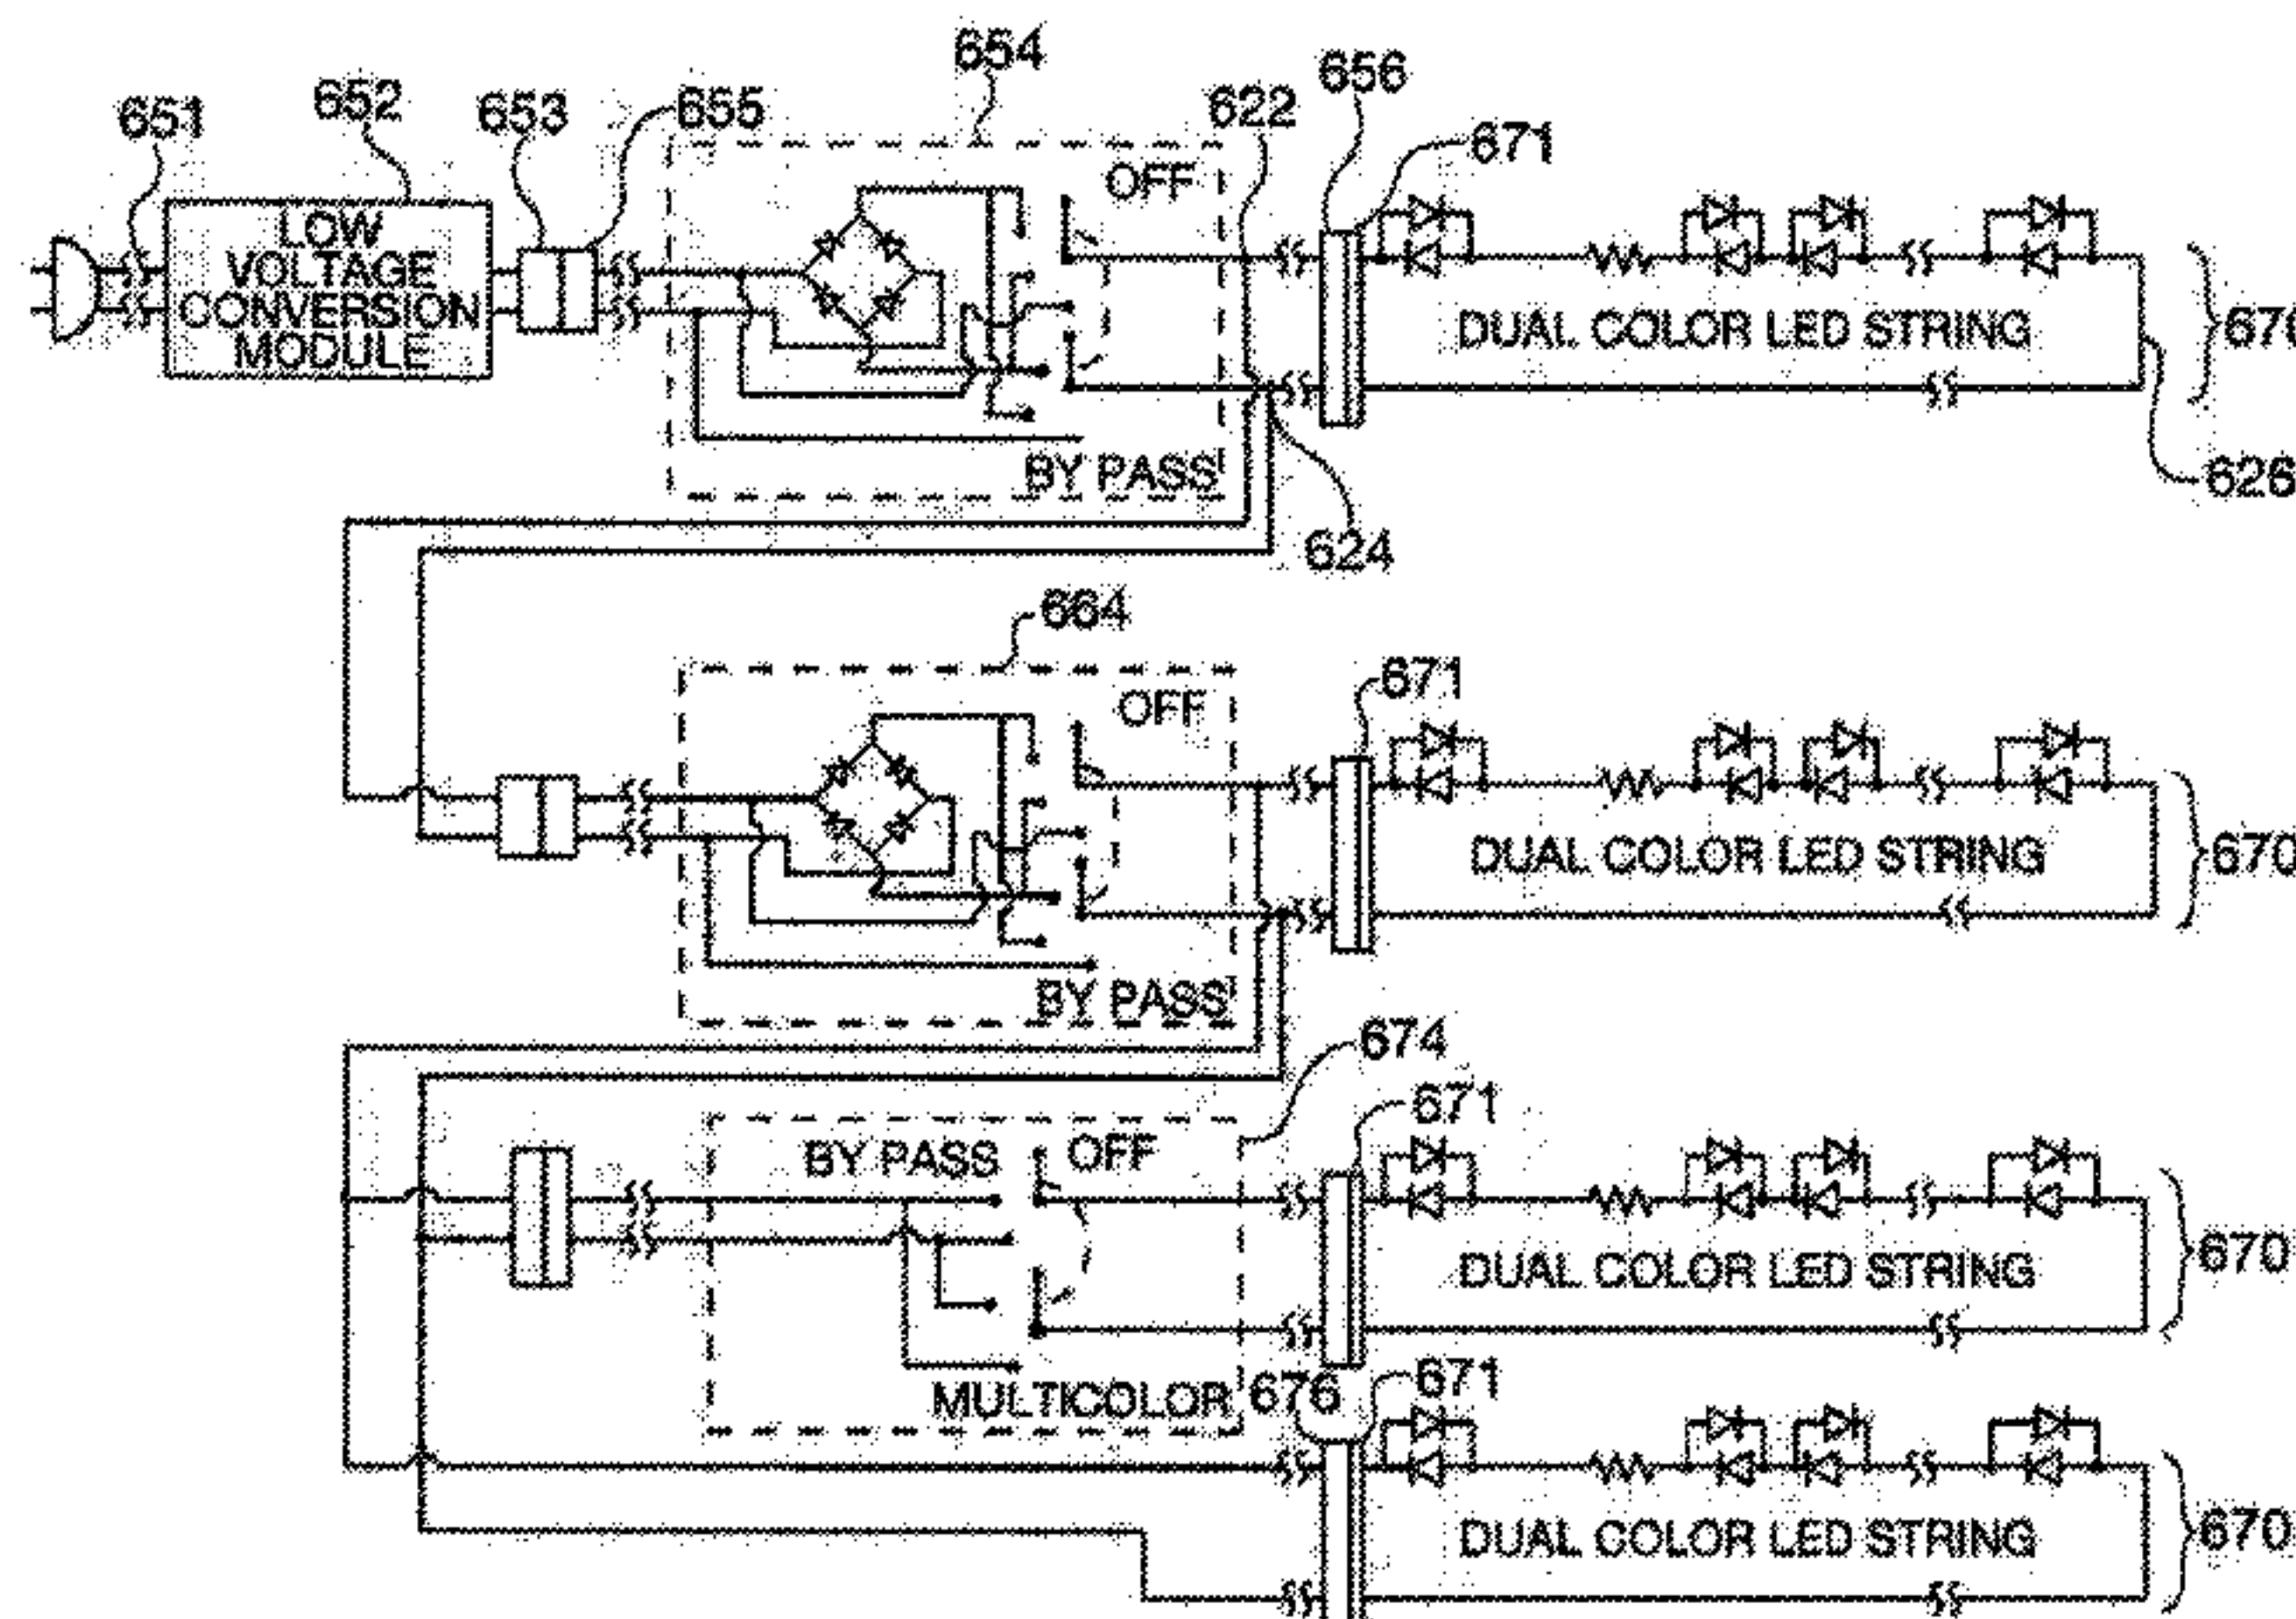 654
656
651
652
653
655
622
671
OFF
LOW
VOLTAGE
CONVERSION
MODULE
DUAL COLOR LED STRING
BY PASS
626
624
664
671
OFF
DUAL COLOR LED STRING
670
BY PASS
674
671
BY PASS
OFF
DUAL COLOR LED STRING
670
MULTICOLOR
676
671
DUAL COLOR LED STRING
670